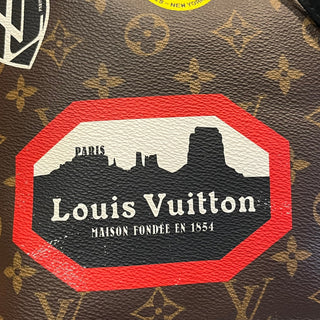 NEW YORK
PARIS
Louis Vuitton
MAISON FONDÉE EN 1854